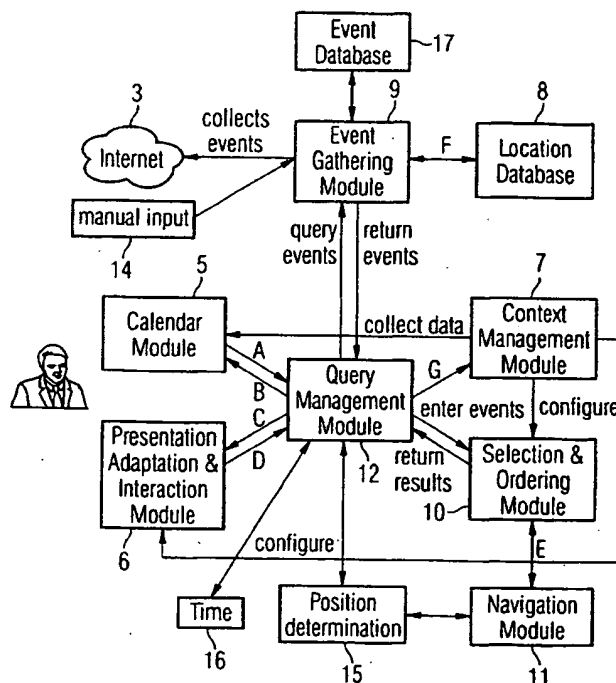 Event
Database
17
3
collects
events
9
8
Internet
Event
Gathering
Module
F
Location
Database
manual input
14
query
events
return
events
5
7
Calendar
Module
collect data
Context
Management
Module
A
B
Query
Management
Module
G
C
D
enter events
configure
Presentation
Adaptation &
Interaction
Module
return
results
12
Selection &
Ordering
Module
10
6
configure
E
Time
16
Position
determination
15
Navigation
Module
11